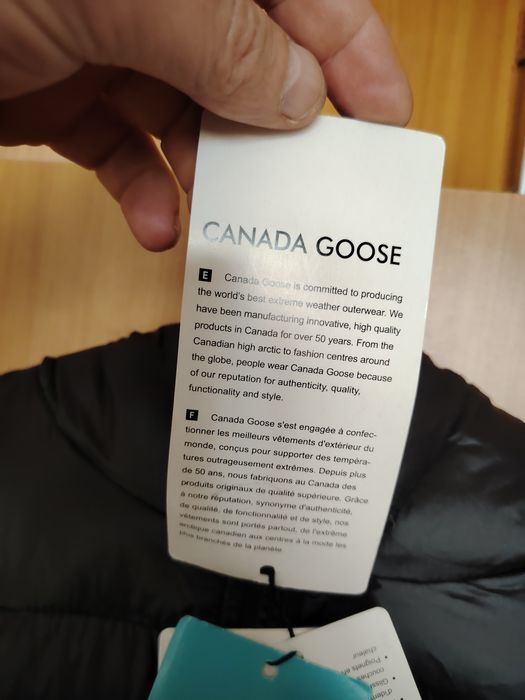 CANADA GOOSE
E Canada Goose is committed to producing
the world's best extreme weather outerwear. We
have been manufacturing innovative, high quality
products in Canada for over 50 years. From the
Canadian high arctic to fashion centres around
the globe, people wear Canada Goose because
of our reputation for authenticity, quality,
functionality and style.
F Canada Goose s'est engagée à confec-
tionner les meilleurs vêtements d'extérieur du
monde, conçus pour supporter des tempéra-
tures outrageusement extrêmes. Depuis plus
de 50 ans, nous fabriquons au Canada des
produits originaux de qualité supérieure. Grâce
à notre réputation, synonyme d'authenticité,
de qualité, de fonctionnalité et de style, nos
vêtements sont portés partout, de l'extrême
arctique canadien aux centres à la mode les
plus branchés de la planète.
chaleur
• Poignets et
couches
• Glissi
d'iden